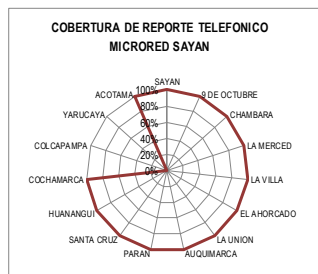 COBERTURA DE REPORTE TELEFONICO
MICRORED SAYAN
SAYAN
ACOTAMA
100%
9 DE OCTUBRE
YARUCAYA
80%
CHAMBARA
60%
COLCAPAMPA
40%
LA MERCED
20%
COCHAMARCA
0%
LA VILLA
HUANANGUI
EL AHORCADO
SANTA CRUZ
LA UNION
PARAN
AUQUIMARCA